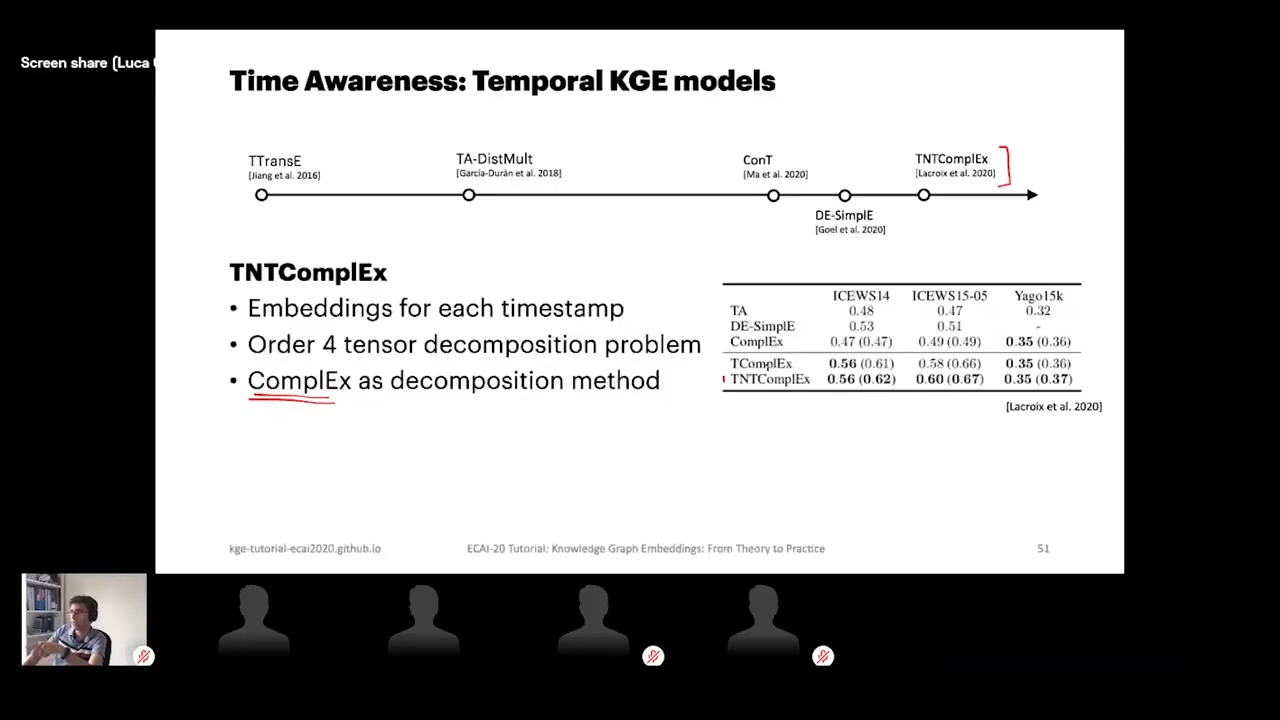 Screen share (Luca
Time Awareness: Temporal KGE models
TTransE
[Jiang et al. 2016]
TA-DistMult
[García-Durán et al. 2018]
ConT
[Ma et al. 2020]
TNTComplEx
[Lacroix et al. 2020]
DE-SimplE
[Goel et al. 2020]
TNTComplEx
• Embeddings for each timestamp
• Order 4 tensor decomposition problem
• ComplEx as decomposition method
ICEWS14 ICEWS15-05 Yago15k
TA 0.48 0.47 0.32
DE-SimplE 0.53 0.51 -
ComplEx 0.47 (0.47) 0.49 (0.49) 0.35 (0.36)
TComplEx 0.56 (0.61) 0.58 (0.66) 0.35 (0.36)
TNTComplEx 0.56 (0.62) 0.60 (0.67) 0.35 (0.37)
[Lacroix et al. 2020]
kge-tutorial-ecai2020.github.io ECAI-20 Tutorial: Knowledge Graph Embeddings: From Theory to Practice 51